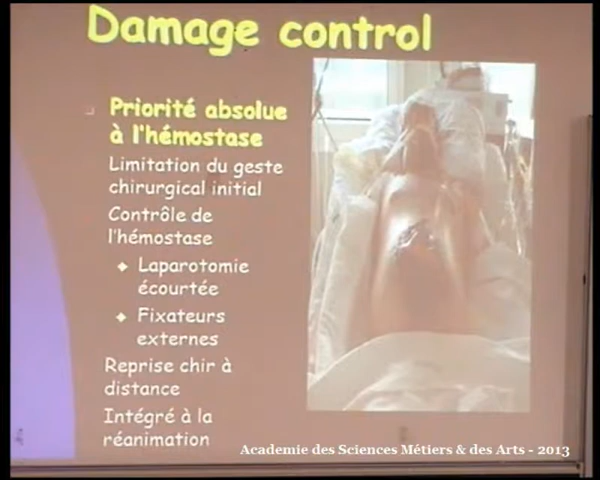 Damage control
Priorité absolue
à l'hémostase
Limitation du geste
chirurgical initial
Contrôle de
l'hémostase
Laparotomie
écourtée
Fixateurs
externes
Reprise chir à
distance
Intégré à la
réanimation
Academie des Sciences Métiers & des Arts - 2013